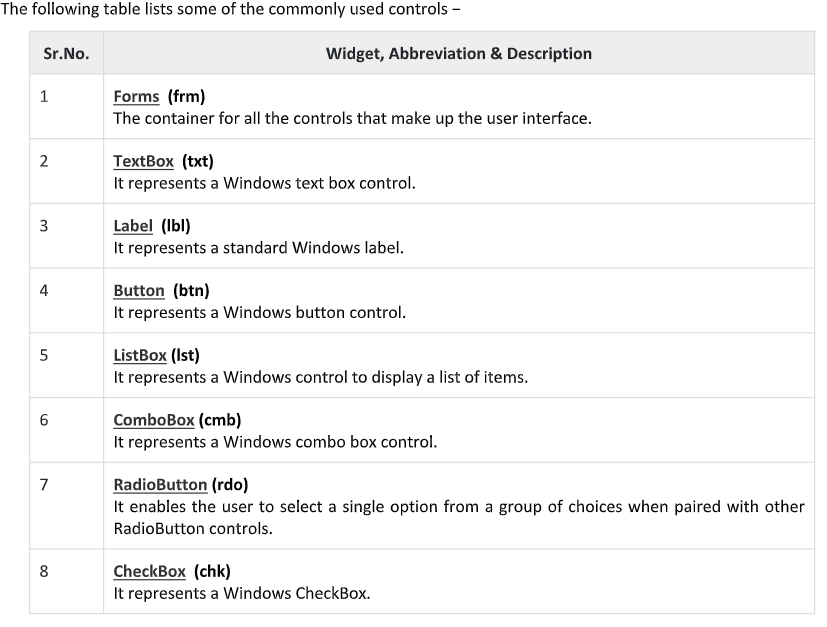 The following table lists some of the commonly used controls –
Sr.No. Widget, Abbreviation & Description
1 Forms (frm)
The container for all the controls that make up the user interface.
2 TextBox (txt)
It represents a Windows text box control.
3 Label (lbl)
It represents a standard Windows label.
4 Button (btn)
It represents a Windows button control.
5 ListBox (lst)
It represents a Windows control to display a list of items.
6 ComboBox (cmb)
It represents a Windows combo box control.
7 RadioButton (rdo)
It enables the user to select a single option from a group of choices when paired with other
RadioButton controls.
8 CheckBox (chk)
It represents a Windows CheckBox.